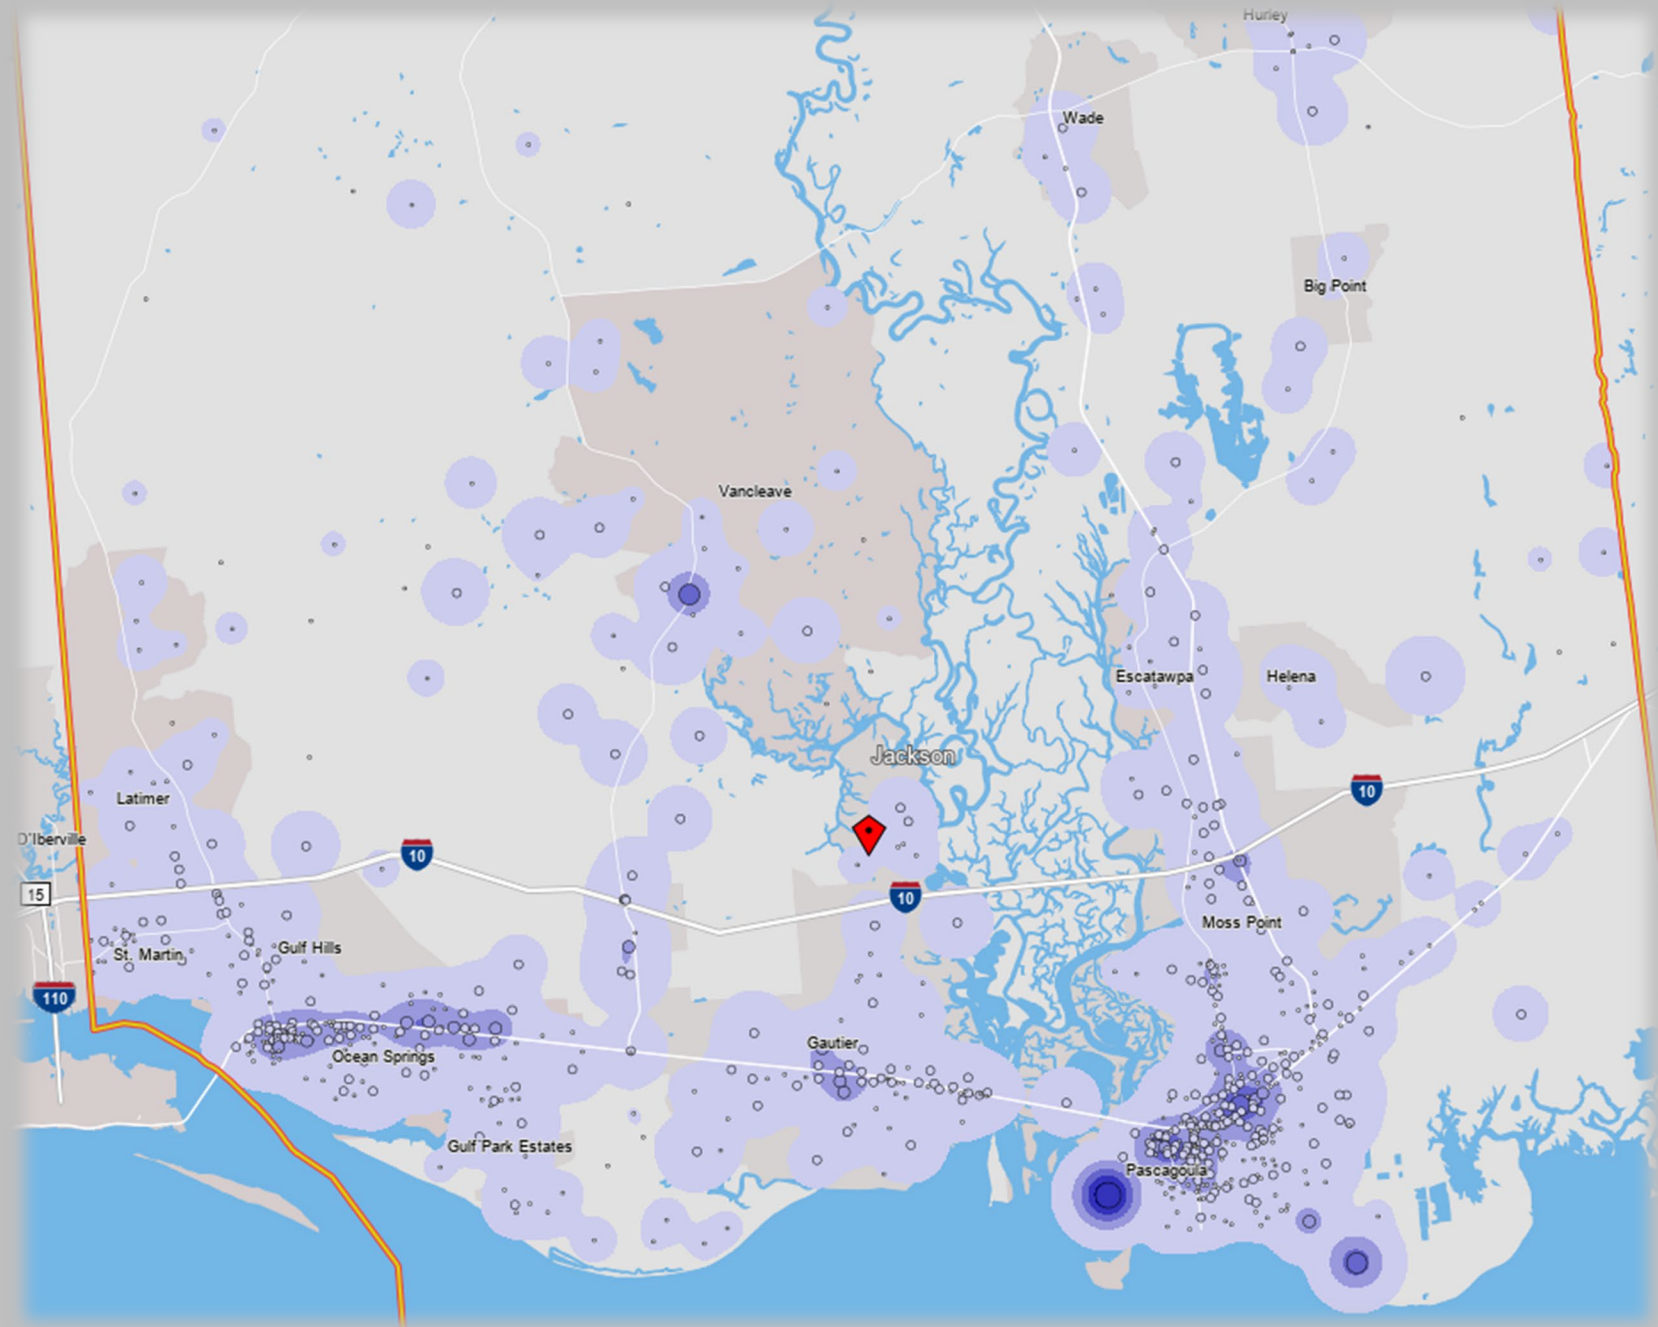 Hurley
Wade
Big Point
Vancleave
Escatawpa
Helena
Jackson
Latimer
10
D'Iberville
10
15
10
Moss Point
St. Martin
Gulf Hills
110
Gautier
Ocean Springs
Gulf Park Estates
Pascagoula